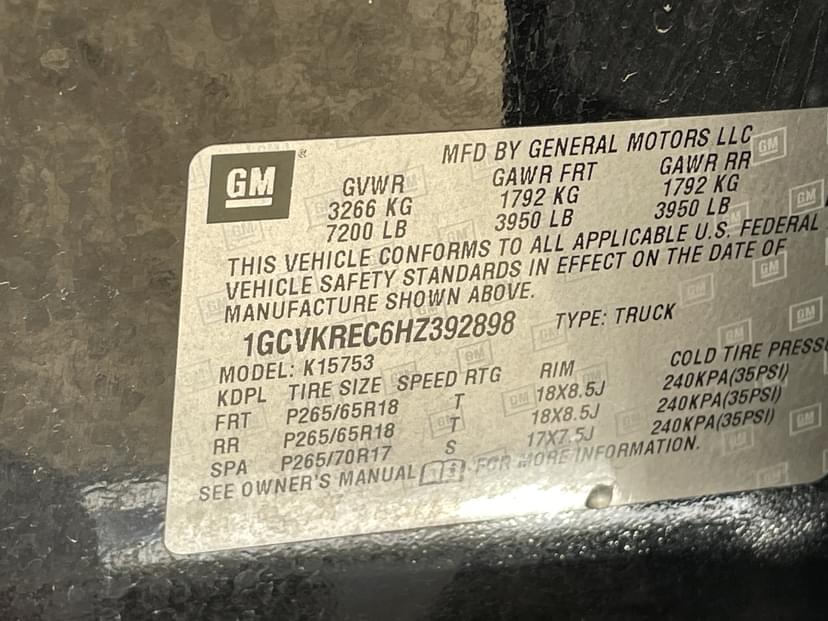 GM
MFD BY GENERAL MOTORS LLC
GVWR GAWR FRT GAWR RR
3266 KG 1792 KG 1792 KG
7200 LB 3950 LB 3950 LB
THIS VEHICLE CONFORMS TO ALL APPLICABLE U.S. FEDERAL
VEHICLE SAFETY STANDARDS IN EFFECT ON THE DATE OF
MANUFACTURE SHOWN ABOVE.
1GCVKREC6HZ392898 TYPE: TRUCK
MODEL: K15753
KDPL TIRE SIZE SPEED RTG RIM COLD TIRE PRESSU
FRT P265/65R18 T 18X8.5J 240KPA(35PSI)
RR P265/65R18 T 18X8.5J 240KPA(35PSI)
SPA P265/70R17 S 17X7.5J 240KPA(35PSI)
SEE OWNER'S MANUAL FOR MORE INFORMATION.